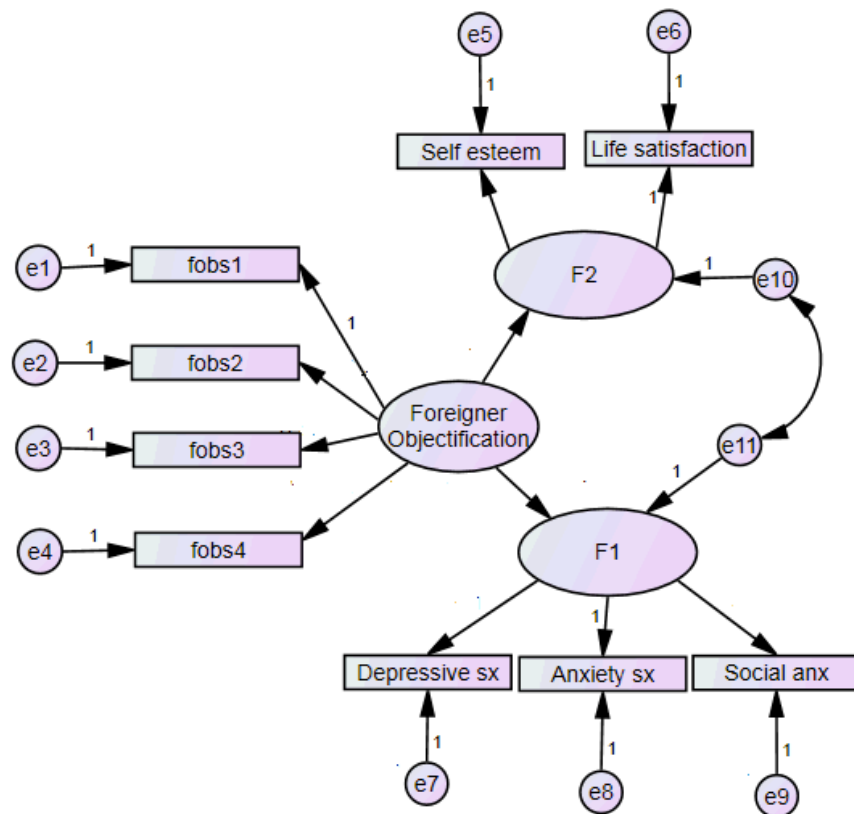 e5
e6
1
1
Self esteem
Life satisfaction
1
e1
1
fobs1
F2
1
e10
1
e2
1
fobs2
Foreigner
Objectification
e3
1
fobs3
e11
1
e4
1
fobs4
F1
1
Depressive sx
Anxiety sx
Social anx
1
1
1
e7
e8
e9